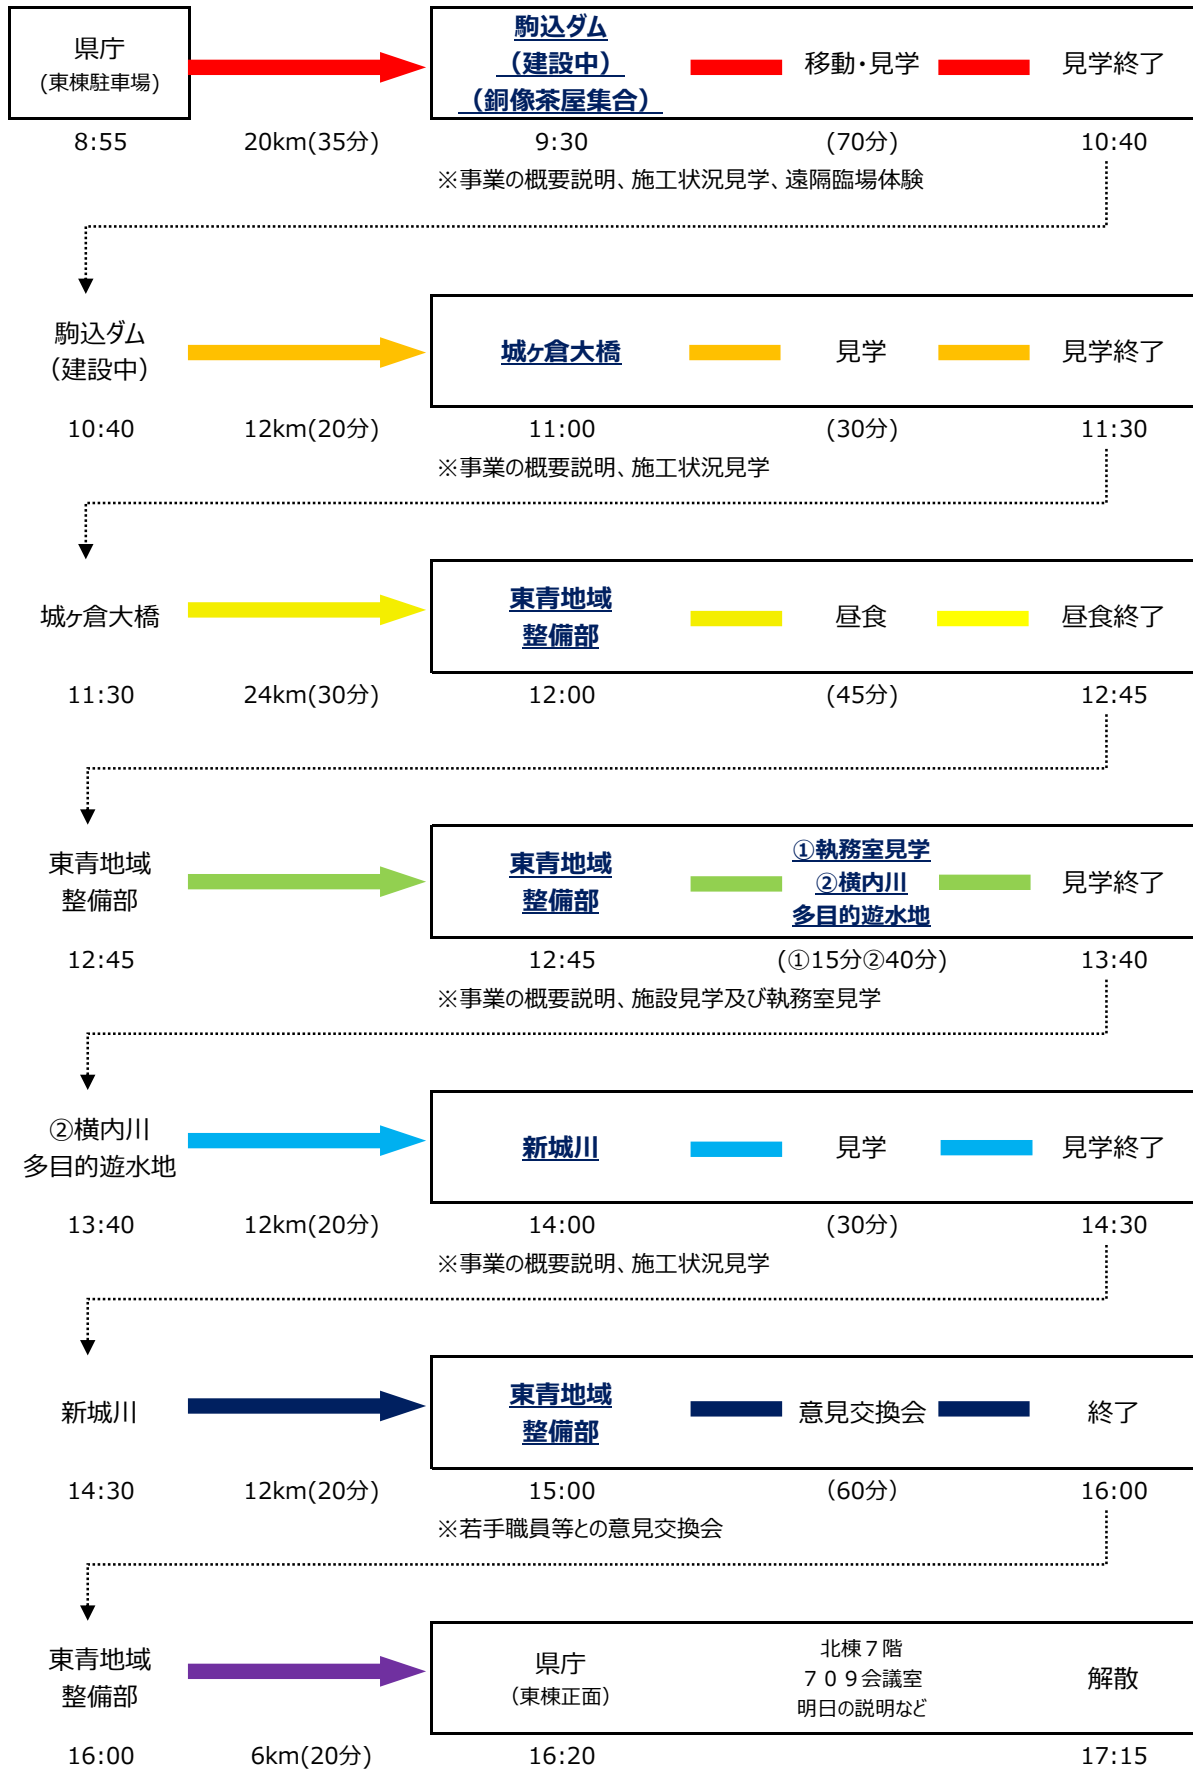 県庁
(東棟駐車場)
駒込ダム
(建設中)
(銅像茶屋集合)
移動・見学
見学終了
8:55
20km(35分)
9:30
(70分)
10:40
※事業の概要説明、施工状況見学、遠隔臨場体験
駒込ダム
(建設中)
城ヶ倉大橋
見学
見学終了
10:40
12km(20分)
11:00
(30分)
11:30
※事業の概要説明、施工状況見学
城ヶ倉大橋
東青地域
整備部
昼食
昼食終了
11:30
24km(30分)
12:00
(45分)
12:45
東青地域
整備部
東青地域
整備部
①執務室見学
②横内川
多目的遊水地
見学終了
12:45
12:45
(①15分②40分)
13:40
※事業の概要説明、施設見学及び執務室見学
②横内川
多目的遊水地
新城川
見学
見学終了
13:40
12km(20分)
14:00
(30分)
14:30
※事業の概要説明、施工状況見学
新城川
東青地域
整備部
意見交換会
終了
14:30
12km(20分)
15:00
(60分)
16:00
※若手職員等との意見交換会
東青地域
整備部
県庁
(東棟正面)
北棟7階
709会議室
明日の説明など
解散
16:00
6km(20分)
16:20
17:15